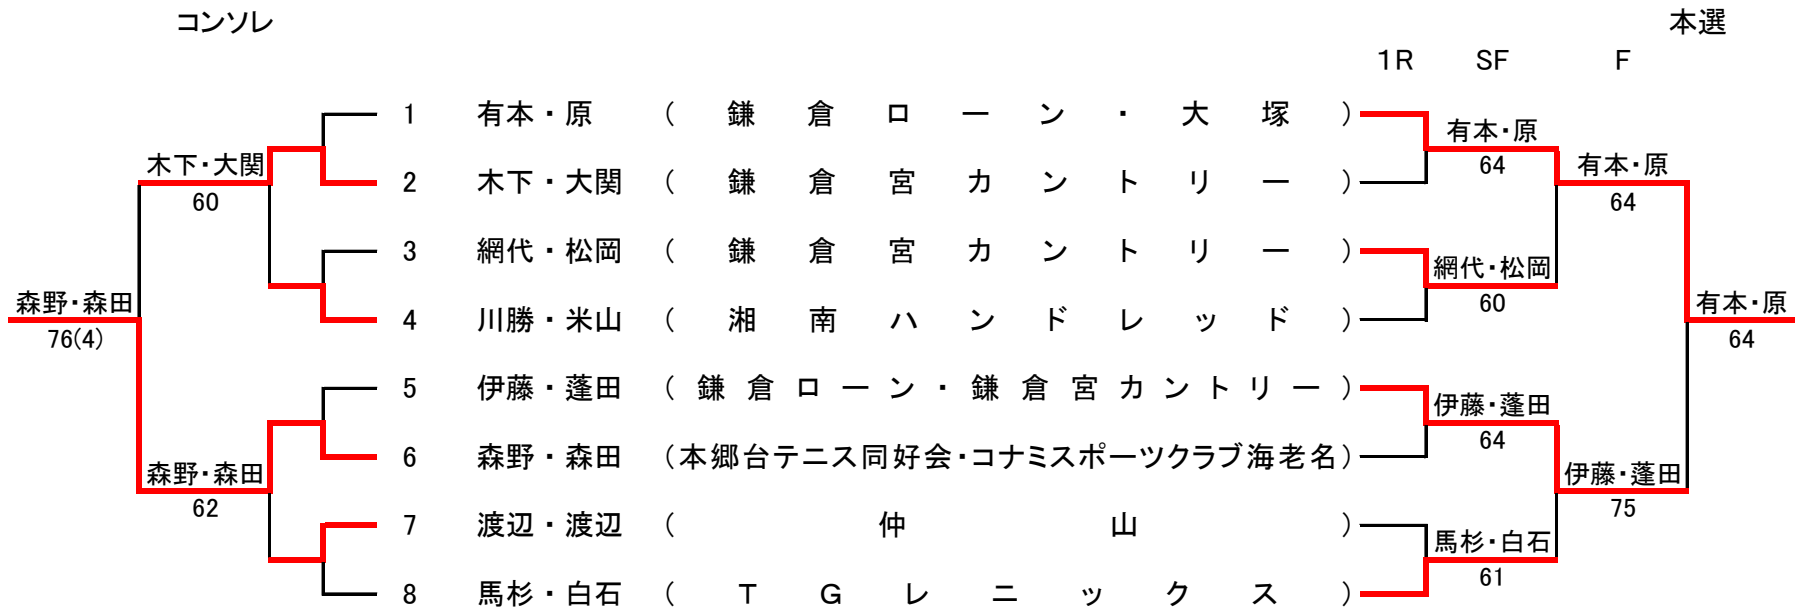 コンソレ 本選
1R SF F
1 有本・原 (鎌倉ローン・大塚)
有本・原
木下・大関 64 有本・原
2 木下・大関 (鎌倉宮カントリー)
60 64
3 網代・松岡 (鎌倉宮カントリー)
網代・松岡
森野・森田 60 有本・原
4 川勝・米山 (湘南ハンドレッド)
76(4) 64
5 伊藤・蓬田 (鎌倉ローン・鎌倉宮カントリー)
伊藤・蓬田
64
6 森野・森田 (本郷台テニス同好会・コナミスポーツクラブ海老名)
森野・森田 伊藤・蓬田
62 75
7 渡辺・渡辺 (仲山)
馬杉・白石
61
8 馬杉・白石 (TGレニックス)